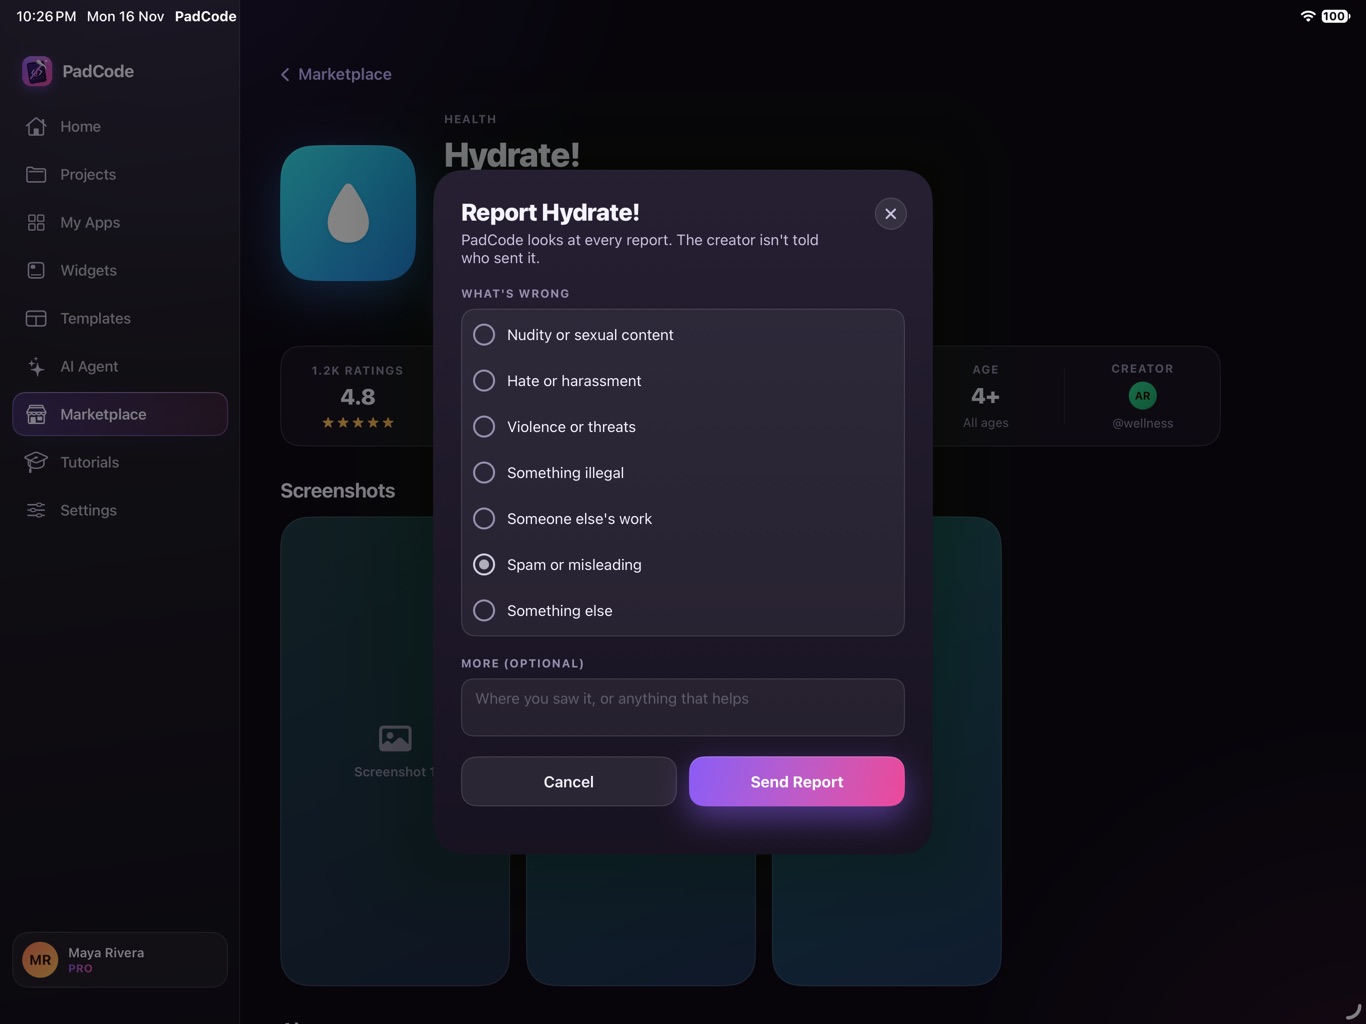 10:26 PM Mon 16 Nov PadCode
100
PadCode
Home
Projects
My Apps
Widgets
Templates
AI Agent
Marketplace
Tutorials
Settings
MR
Maya Rivera
PRO
Marketplace
HEALTH
Hydrate!
1.2K RATINGS
4.8
★★★★★
AGE
4+
All ages
CREATOR
AR
@wellness
Screenshots
Screenshot 1
Report Hydrate!
PadCode looks at every report. The creator isn't told
who sent it.
WHAT'S WRONG
Nudity or sexual content
Hate or harassment
Violence or threats
Something illegal
Someone else's work
Spam or misleading
Something else
MORE (OPTIONAL)
Where you saw it, or anything that helps
Cancel
Send Report